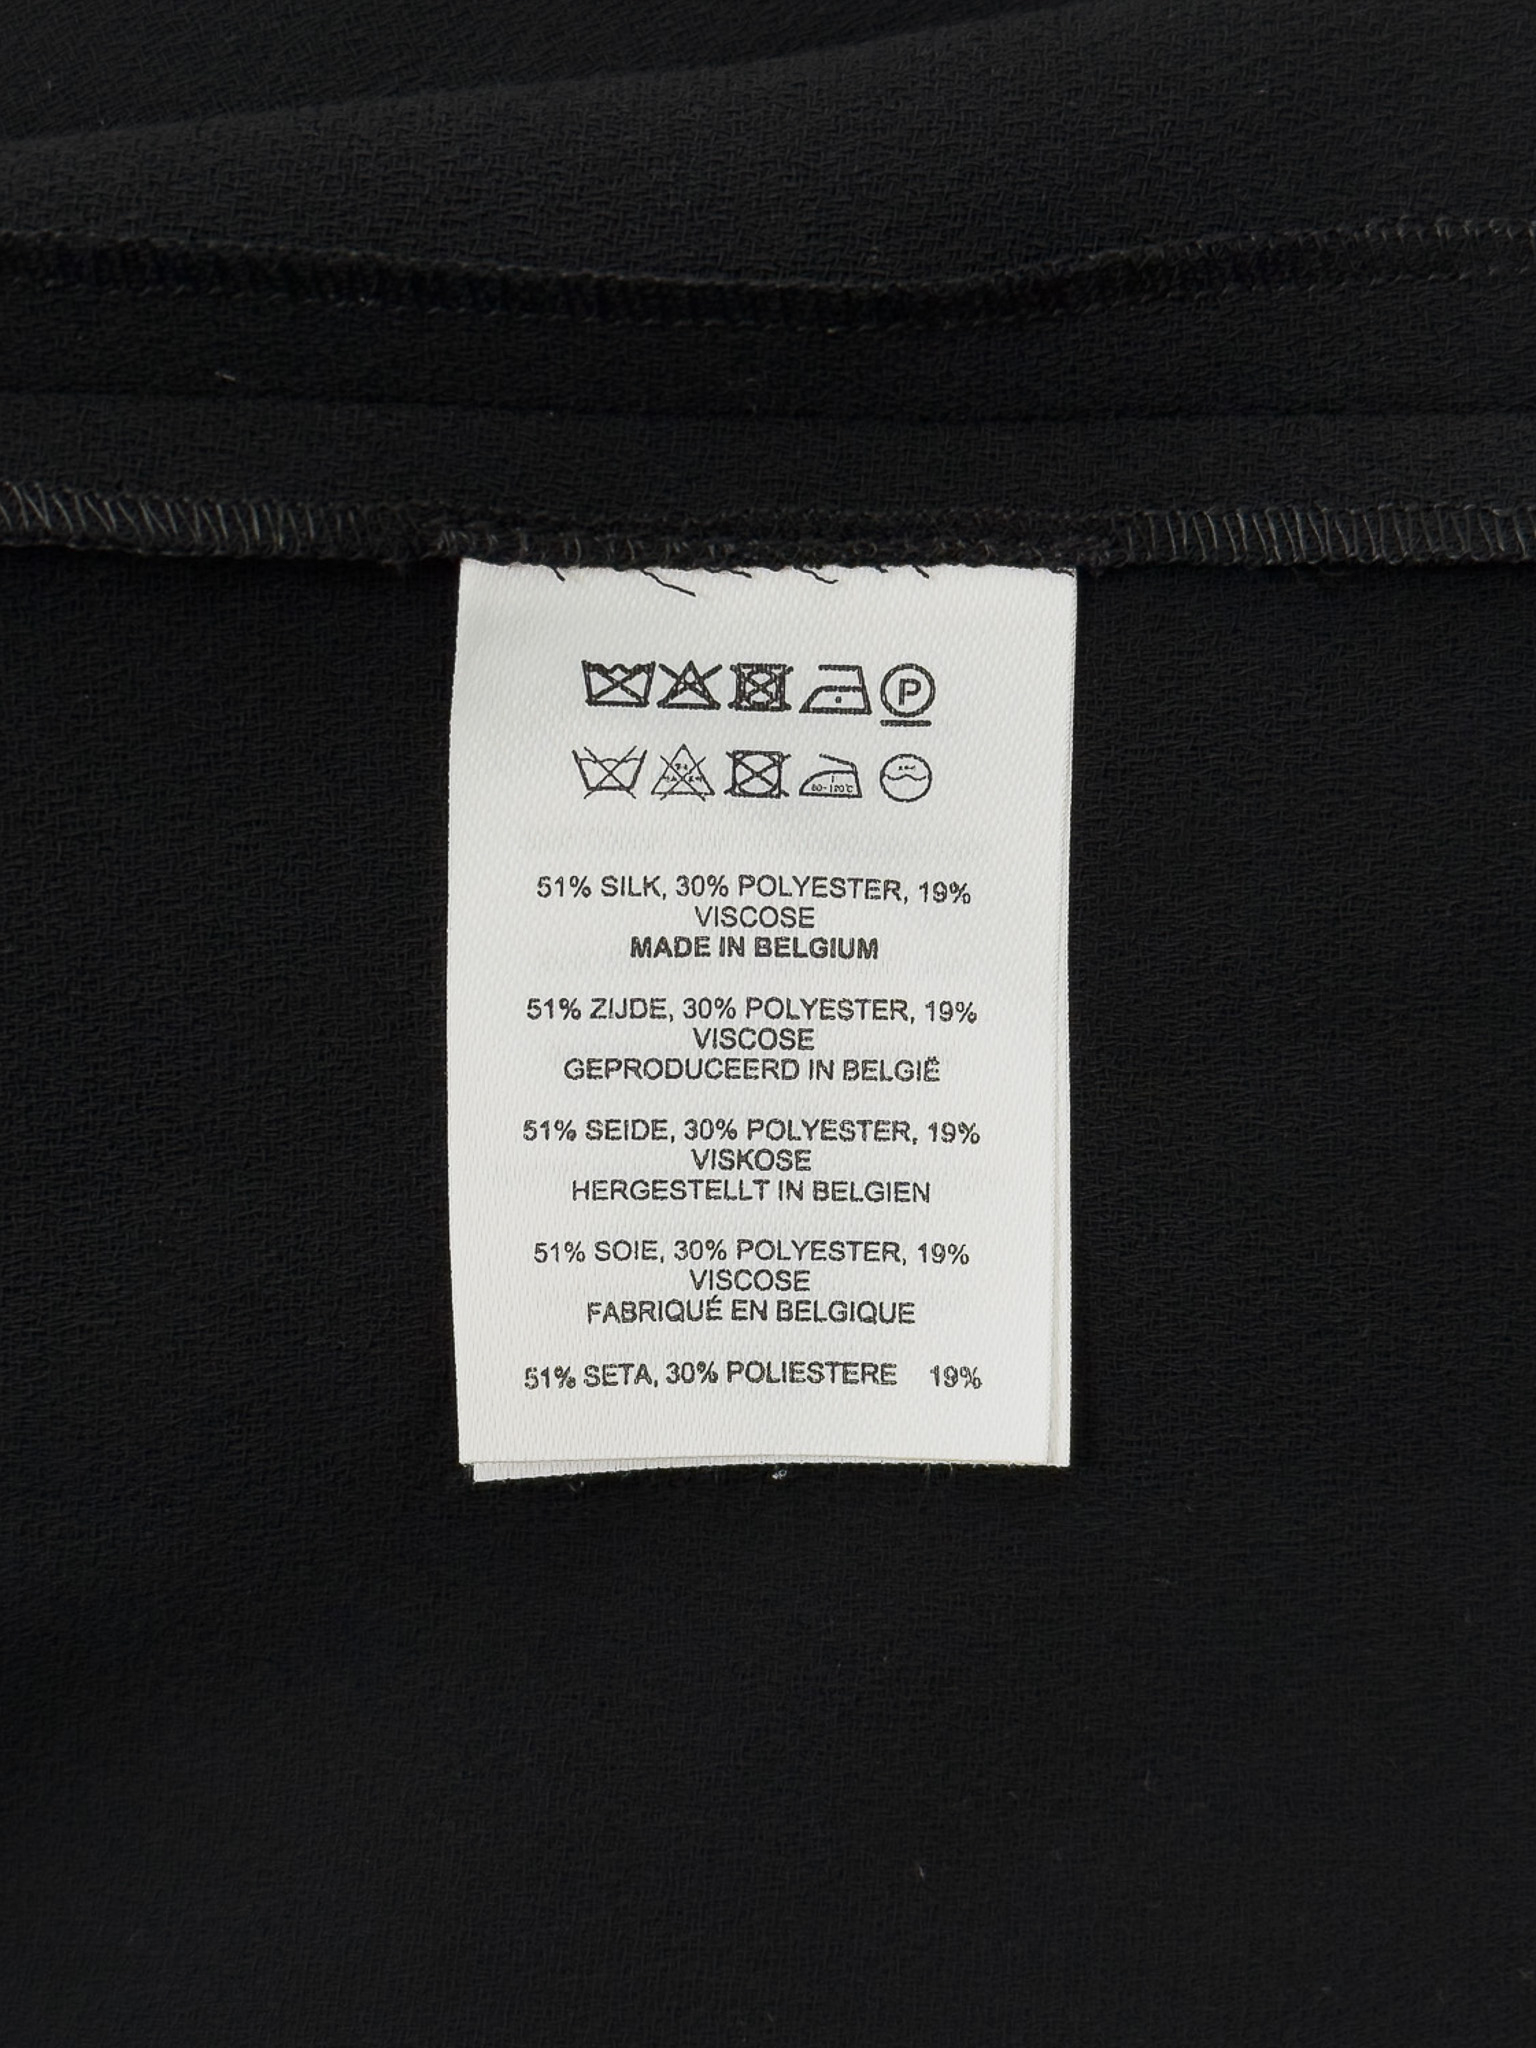 P
60-120°C
51% SILK, 30% POLYESTER, 19%
VISCOSE
MADE IN BELGIUM
51% ZIJDE, 30% POLYESTER, 19%
VISCOSE
GEPRODUCEERD IN BELGIË
51% SEIDE, 30% POLYESTER, 19%
VISKOSE
HERGESTELLT IN BELGIEN
51% SOIE, 30% POLYESTER, 19%
VISCOSE
FABRIQUÉ EN BELGIQUE
51% SETA, 30% POLIESTERE 19%